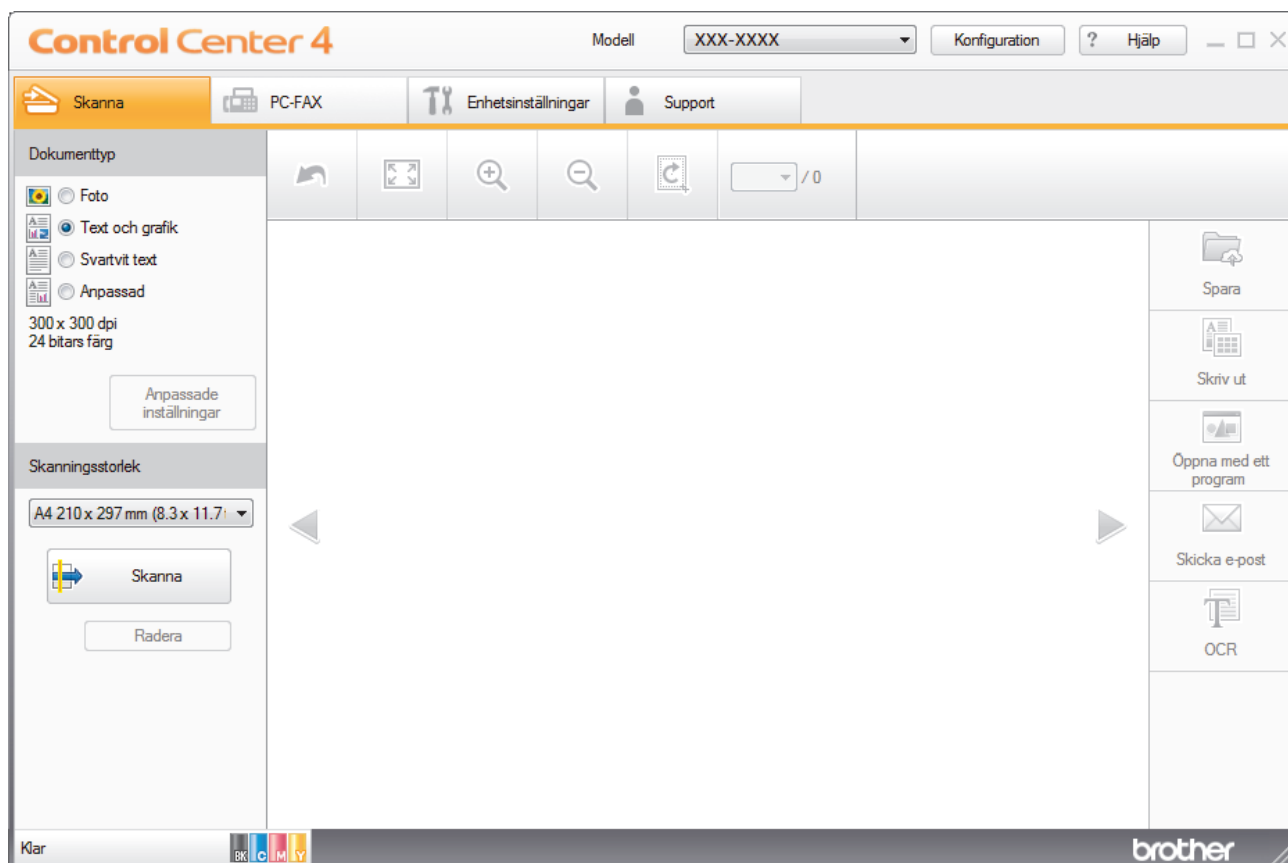 Control Center 4
Modell
XXX-XXXX
Konfiguration
? Hjälp
Skanna
PC-FAX
Enhetsinställningar
Support
Dokumenttyp
/ 0
Foto
Text och grafik
Svartvit text
Anpassad
300 x 300 dpi
24 bitars färg
Anpassade
inställningar
Skanningsstorlek
A4 210 x 297 mm (8.3 x 11.7
Skanna
Radera
Spara
Skriv ut
Öppna med ett
program
Skicka e-post
OCR
Klar
BK C M Y
brother